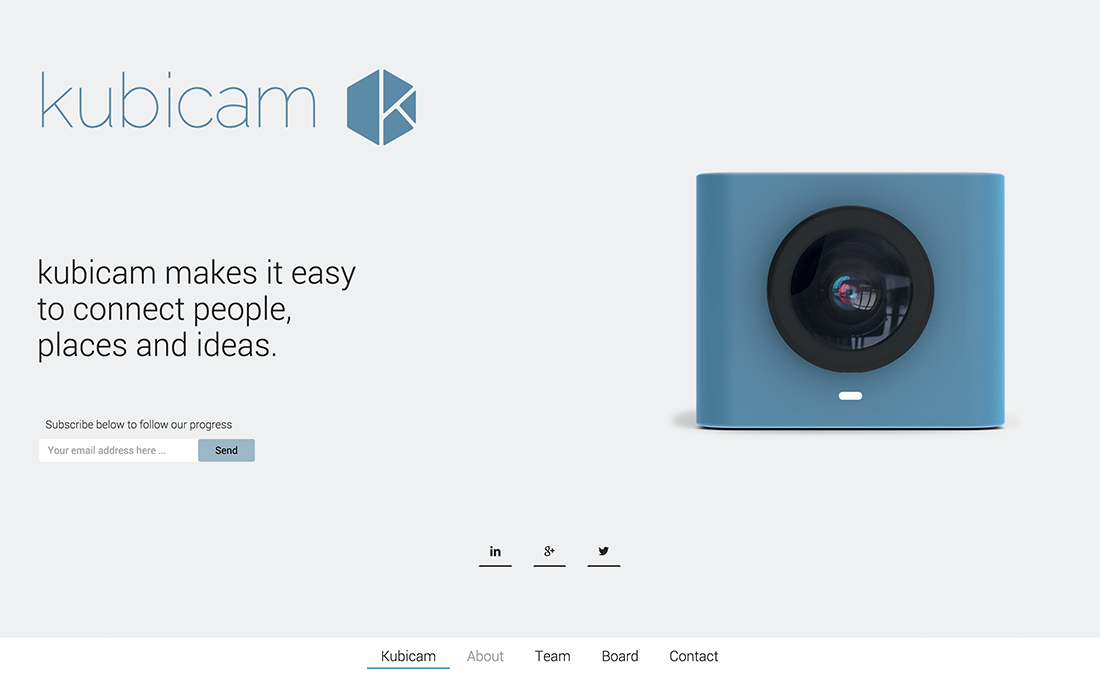 kubicam
kubicam makes it easy
to connect people,
places and ideas.
Subscribe below to follow our progress
Your email address here ...
Send
in
8+
Kubicam
About
Team
Board
Contact